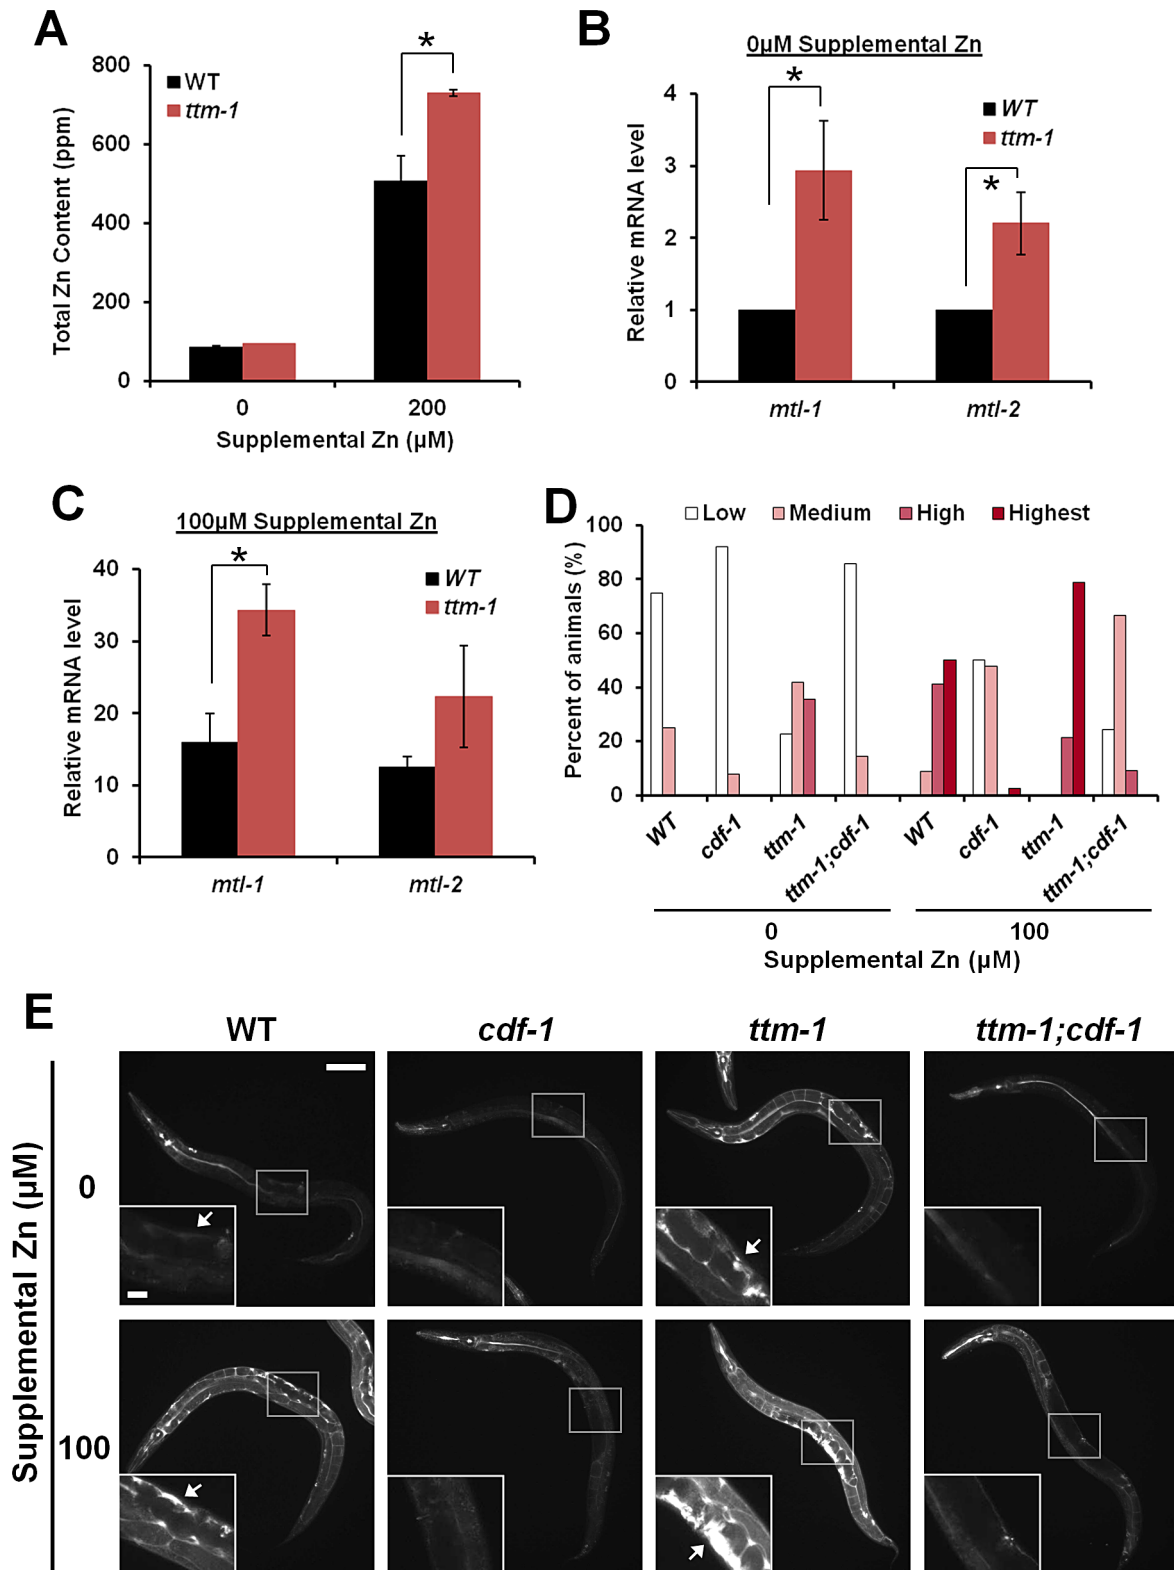 A
*
WT
ttm-1
Total Zn Content (ppm)
800
600
400
200
0
0 200
Supplemental Zn (µM)
B
0µM Supplemental Zn
*
*
WT
ttm-1
Relative mRNA level
4
3
2
1
0
mtl-1 mtl-2
C
100µM Supplemental Zn
*
WT
ttm-1
Relative mRNA level
40
30
20
10
0
mtl-1 mtl-2
D
Low Medium High Highest
Percent of animals (%)
100
80
60
40
20
0
WT cdf-1 ttm-1 ttm-1;cdf-1 WT cdf-1 ttm-1 ttm-1;cdf-1
0 100
Supplemental Zn (µM)
E
WT cdf-1 ttm-1 ttm-1;cdf-1
Supplemental Zn (µM)
0
100